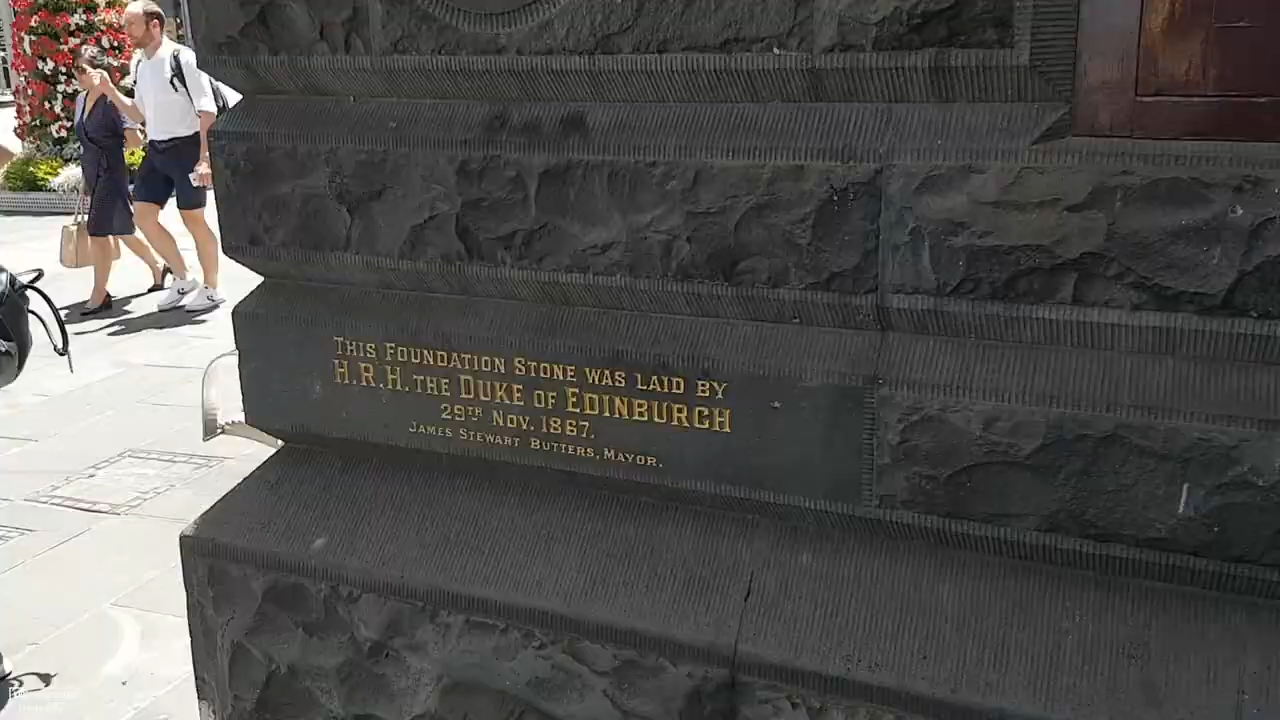 THIS FOUNDATION STONE WAS LAID BY
H.R.H. THE DUKE OF EDINBURGH
29TH NOV. 1867.
JAMES STEWART BUTTERS, MAYOR.